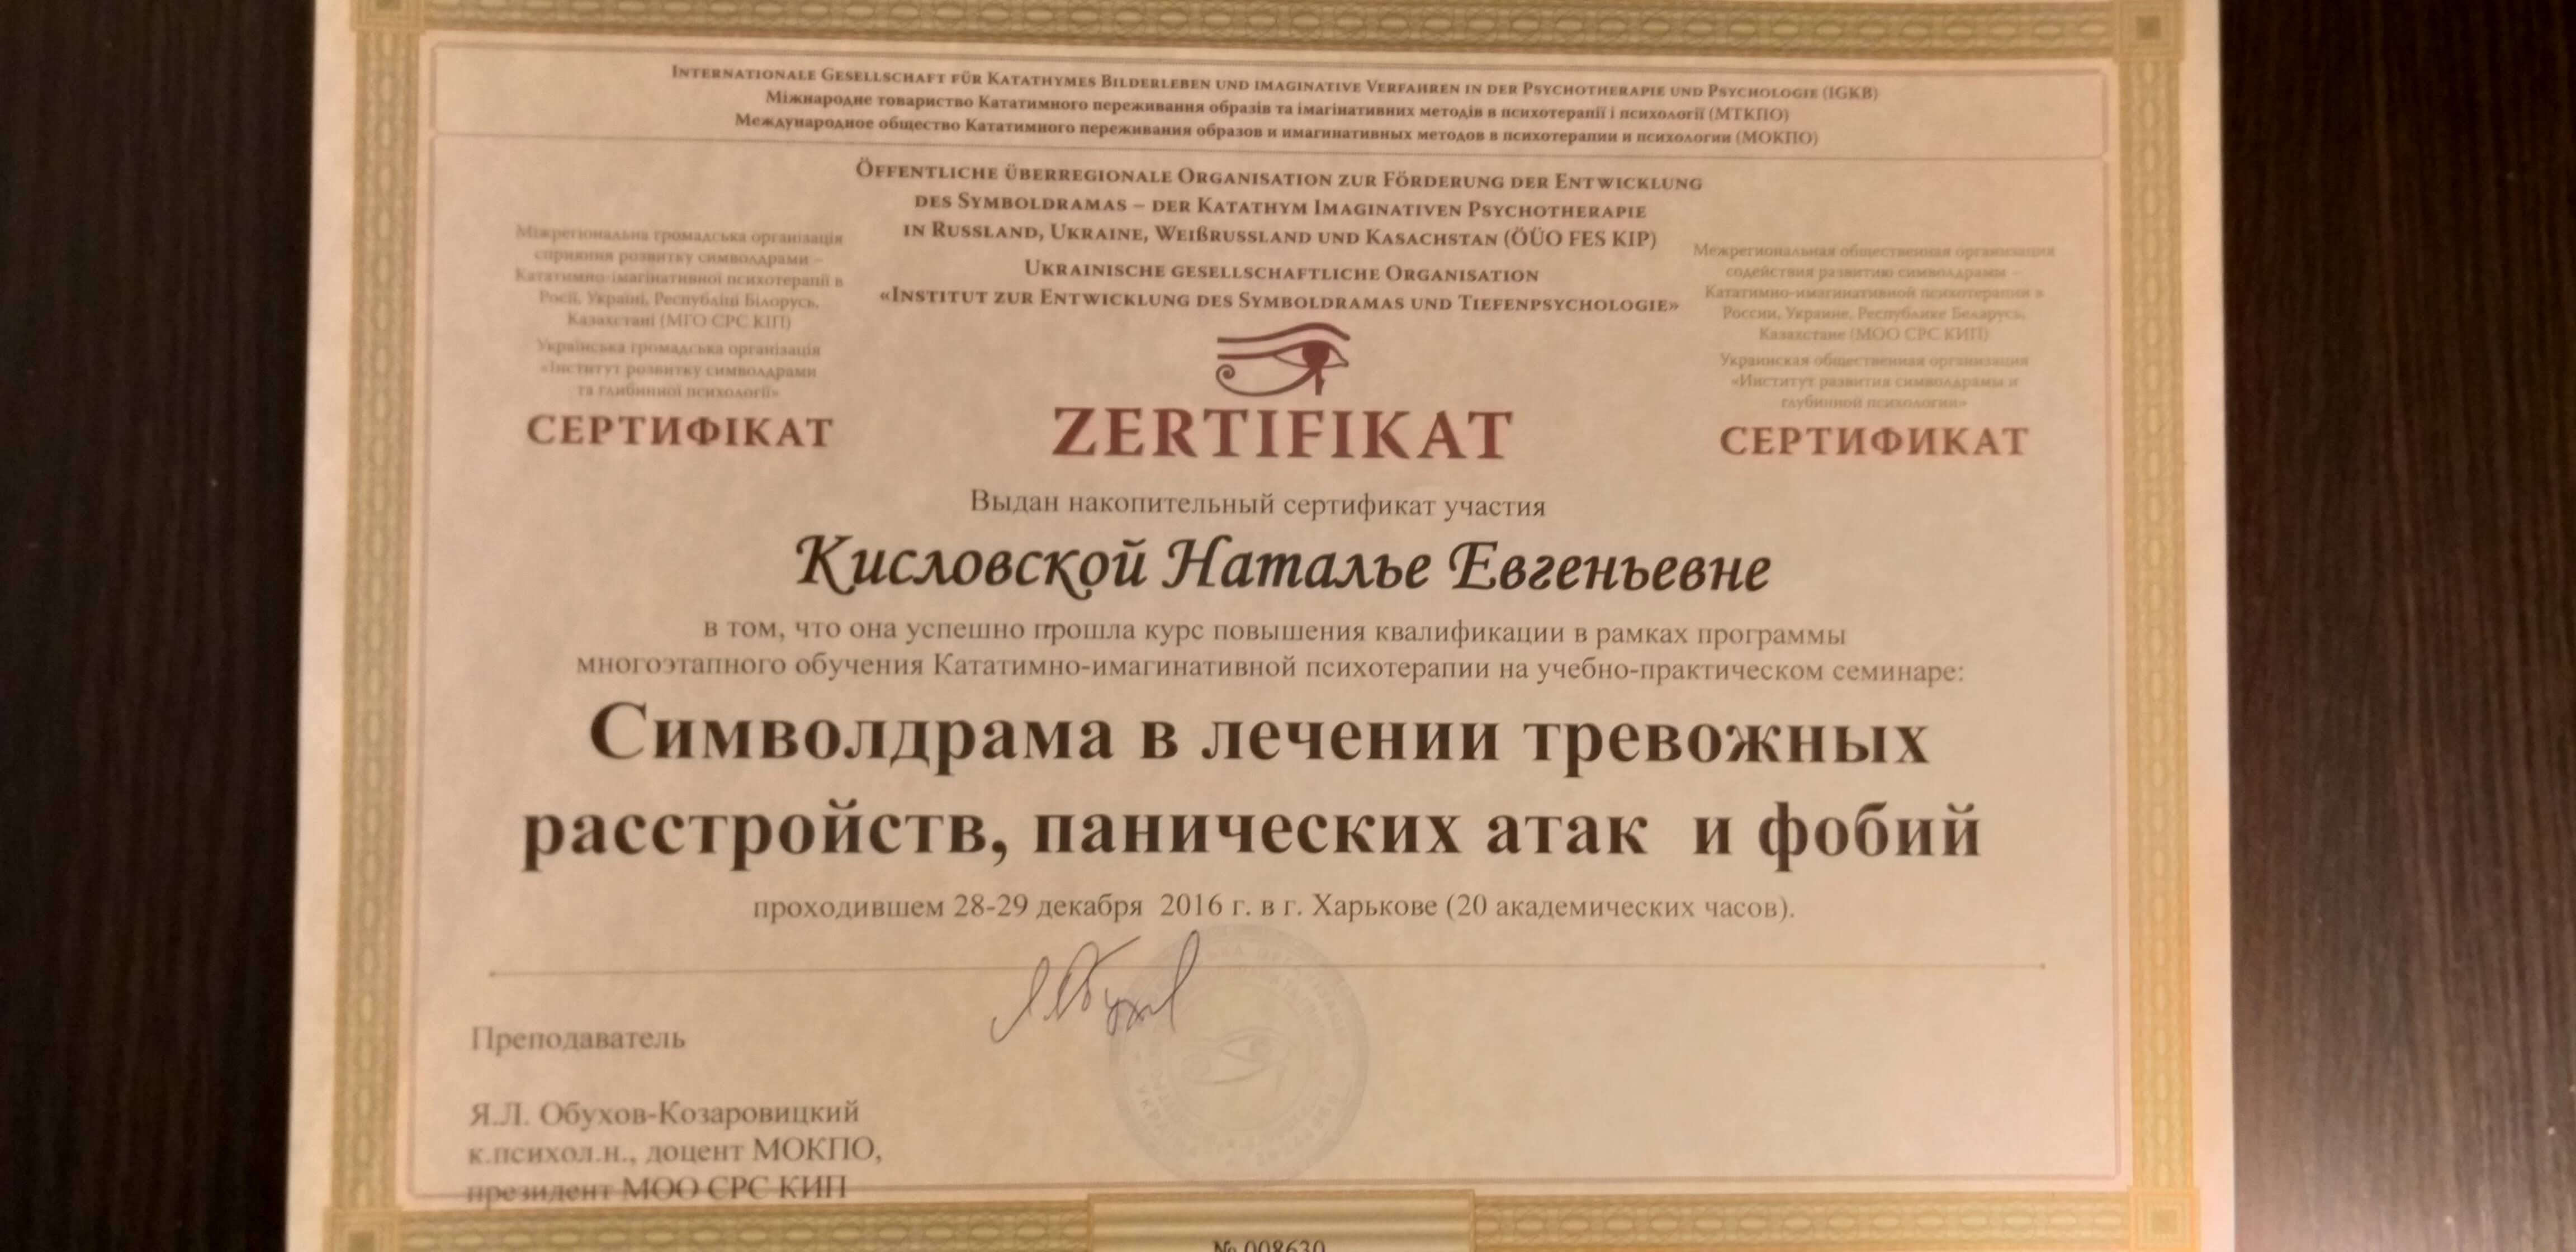 Internationale Gesellschaft für Katathymes Bilderleben und imaginative Verfahren in der Psychotherapie und Psychologie (IGKB)
Міжнародне товариство Кататимного переживання образів та імагінативних методів в психотерапії і психології (МТКПО)
Международное общество Кататимного переживания образов и имагинативных методов в психотерапии и психологии (МОКПО)
Öffentliche überregionale Organisation zur Förderung der Entwicklung
des Symboldramas – der Katathym Imaginativen Psychotherapie
in Russland, Ukraine, Weißrussland und Kasachstan (ÖÜO FES KIP)
Ukrainische gesellschaftliche Organisation
«Institut zur Entwicklung des Symboldramas und Tiefenpsychologie»
Міжрегіональна громадська організація
сприяння розвитку символдрами –
Кататимно-імагінативної психотерапії в
Росії, Україні, Республіці Білорусь,
Казахстані (МГО СРС КІП)
Українська громадська організація
«Інститут розвитку символдрами
та глибинної психології»
СЕРТИФІКАТ
ZERTIFIKAT
Межрегиональная общественная организация
содействия развитию символдрамы –
Кататимно-имагинативной психотерапии в
России, Украине, Республике Беларусь,
Казахстане (МОО СРС КИП)
Украинская общественная организация
«Институт развития символдрамы и
глубинной психологии»
СЕРТИФИКАТ
Выдан накопительный сертификат участия
Кисловской Наталье Евгеньевне
в том, что она успешно прошла курс повышения квалификации в рамках программы
многоэтапного обучения Кататимно-имагинативной психотерапии на учебно-практическом семинаре:
Символдрама в лечении тревожных
расстройств, панических атак и фобий
проходившем 28-29 декабря 2016 г. в г. Харькове (20 академических часов).
Преподаватель
Я.Л. Обухов-Козаровицкий
к.психол.н., доцент МОКПО,
президент МОО СРС КИП
№ 008630